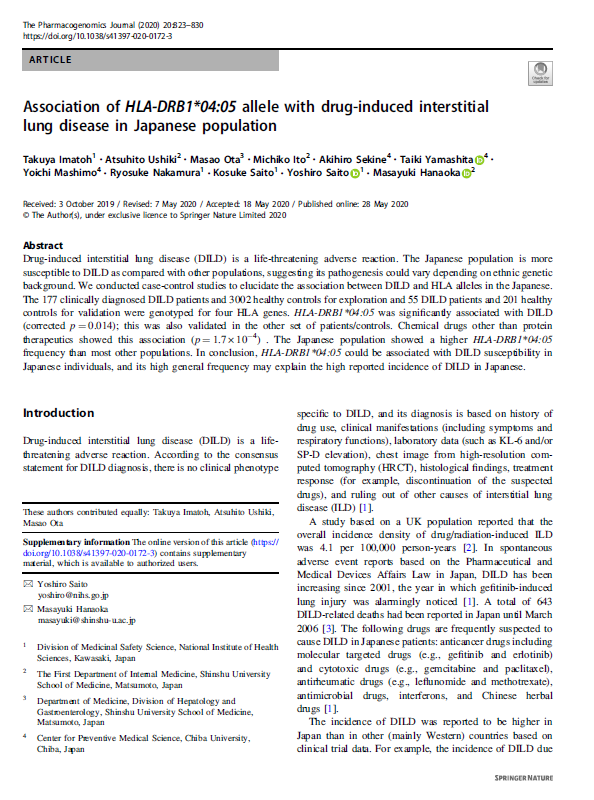 The Pharmacogenomics Journal (2020) 20:823–830
https://doi.org/10.1038/s41397-020-0172-3
ARTICLE
Check for updates
Association of HLA-DRB1*04:05 allele with drug-induced interstitial
lung disease in Japanese population
Takuya Imatoh1 · Atsuhito Ushiki2 · Masao Ota3 · Michiko Ito2 · Akihiro Sekine4 · Taiki Yamashita4 ·
Yoichi Mashimo4 · Ryosuke Nakamura1 · Kosuke Saito1 · Yoshiro Saito1 · Masayuki Hanaoka2
Received: 3 October 2019 / Revised: 7 May 2020 / Accepted: 18 May 2020 / Published online: 28 May 2020
© The Author(s), under exclusive licence to Springer Nature Limited 2020
Abstract
Drug-induced interstitial lung disease (DILD) is a life-threatening adverse reaction. The Japanese population is more
susceptible to DILD as compared with other populations, suggesting its pathogenesis could vary depending on ethnic genetic
background. We conducted case-control studies to elucidate the association between DILD and HLA alleles in the Japanese.
The 177 clinically diagnosed DILD patients and 3002 healthy controls for exploration and 55 DILD patients and 201 healthy
controls for validation were genotyped for four HLA genes. HLA-DRB1*04:05 was significantly associated with DILD
(corrected p = 0.014); this was also validated in the other set of patients/controls. Chemical drugs other than protein
therapeutics showed this association (p = 1.7 × 10−4) . The Japanese population showed a higher HLA-DRB1*04:05
frequency than most other populations. In conclusion, HLA-DRB1*04:05 could be associated with DILD susceptibility in
Japanese individuals, and its high general frequency may explain the high reported incidence of DILD in Japanese.
Introduction
Drug-induced interstitial lung disease (DILD) is a life-
threatening adverse reaction. According to the consensus
statement for DILD diagnosis, there is no clinical phenotype
These authors contributed equally: Takuya Imatoh, Atsuhito Ushiki,
Masao Ota
Supplementary information The online version of this article (https://
doi.org/10.1038/s41397-020-0172-3) contains supplementary
material, which is available to authorized users.
Yoshiro Saito
yoshiro@nihs.go.jp
Masayuki Hanaoka
masayuki@shinshu-u.ac.jp
1 Division of Medicinal Safety Science, National Institute of Health
Sciences, Kawasaki, Japan
2 The First Department of Internal Medicine, Shinshu University
School of Medicine, Matsumoto, Japan
3 Department of Medicine, Division of Hepatology and
Gastroenterology, Shinshu University School of Medicine,
Matsumoto, Japan
4 Center for Preventive Medical Science, Chiba University,
Chiba, Japan
specific to DILD, and its diagnosis is based on history of
drug use, clinical manifestations (including symptoms and
respiratory functions), laboratory data (such as KL-6 and/or
SP-D elevation), chest image from high-resolution com-
puted tomography (HRCT), histological findings, treatment
response (for example, discontinuation of the suspected
drugs), and ruling out of other causes of interstitial lung
disease (ILD) [1].
A study based on a UK population reported that the
overall incidence density of drug/radiation-induced ILD
was 4.1 per 100,000 person-years [2]. In spontaneous
adverse event reports based on the Pharmaceutical and
Medical Devices Affairs Law in Japan, DILD has been
increasing since 2001, the year in which gefitinib-induced
lung injury was alarmingly noticed [1]. A total of 643
DILD-related deaths had been reported in Japan until March
2006 [3]. The following drugs are frequently suspected to
cause DILD in Japanese patients: anticancer drugs including
molecular targeted drugs (e.g., gefitinib and erlotinib)
and cytotoxic drugs (e.g., gemcitabine and paclitaxel),
antirheumatic drugs (e.g., leflunomide and methotrexate),
antimicrobial drugs, interferons, and Chinese herbal
drugs [1].
The incidence of DILD was reported to be higher in
Japan than in other (mainly Western) countries based on
clinical trial data. For example, the incidence of DILD due
SPRINGER NATURE